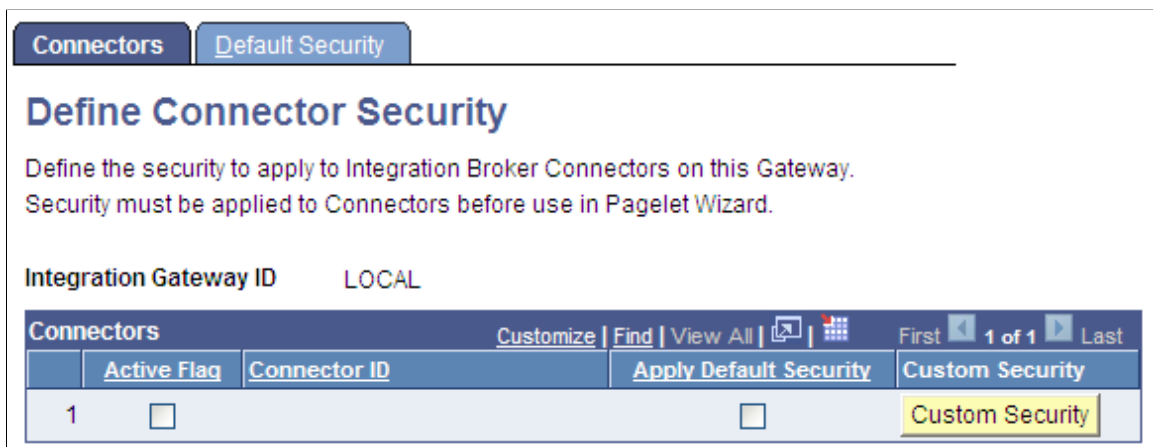 Connectors Default Security
Define Connector Security
Define the security to apply to Integration Broker Connectors on this Gateway.
Security must be applied to Connectors before use in Pagelet Wizard.
Integration Gateway ID LOCAL
Connectors Customize | Find | View All | | First 1 of 1 Last
Active Flag Connector ID Apply Default Security Custom Security
1 Custom Security